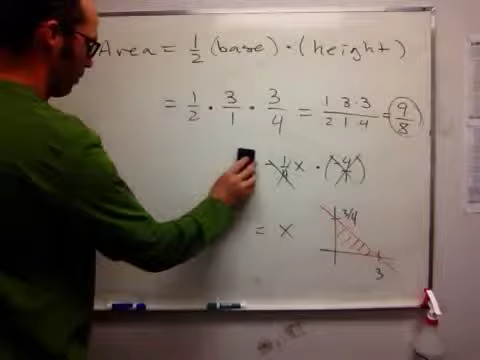 Area = 1/2 (base) · (height)
= 1/2 · 3/1 · 3/4 = 1·3·3/2·1·4 = 9/8
x · (4/
= x
3/4
3